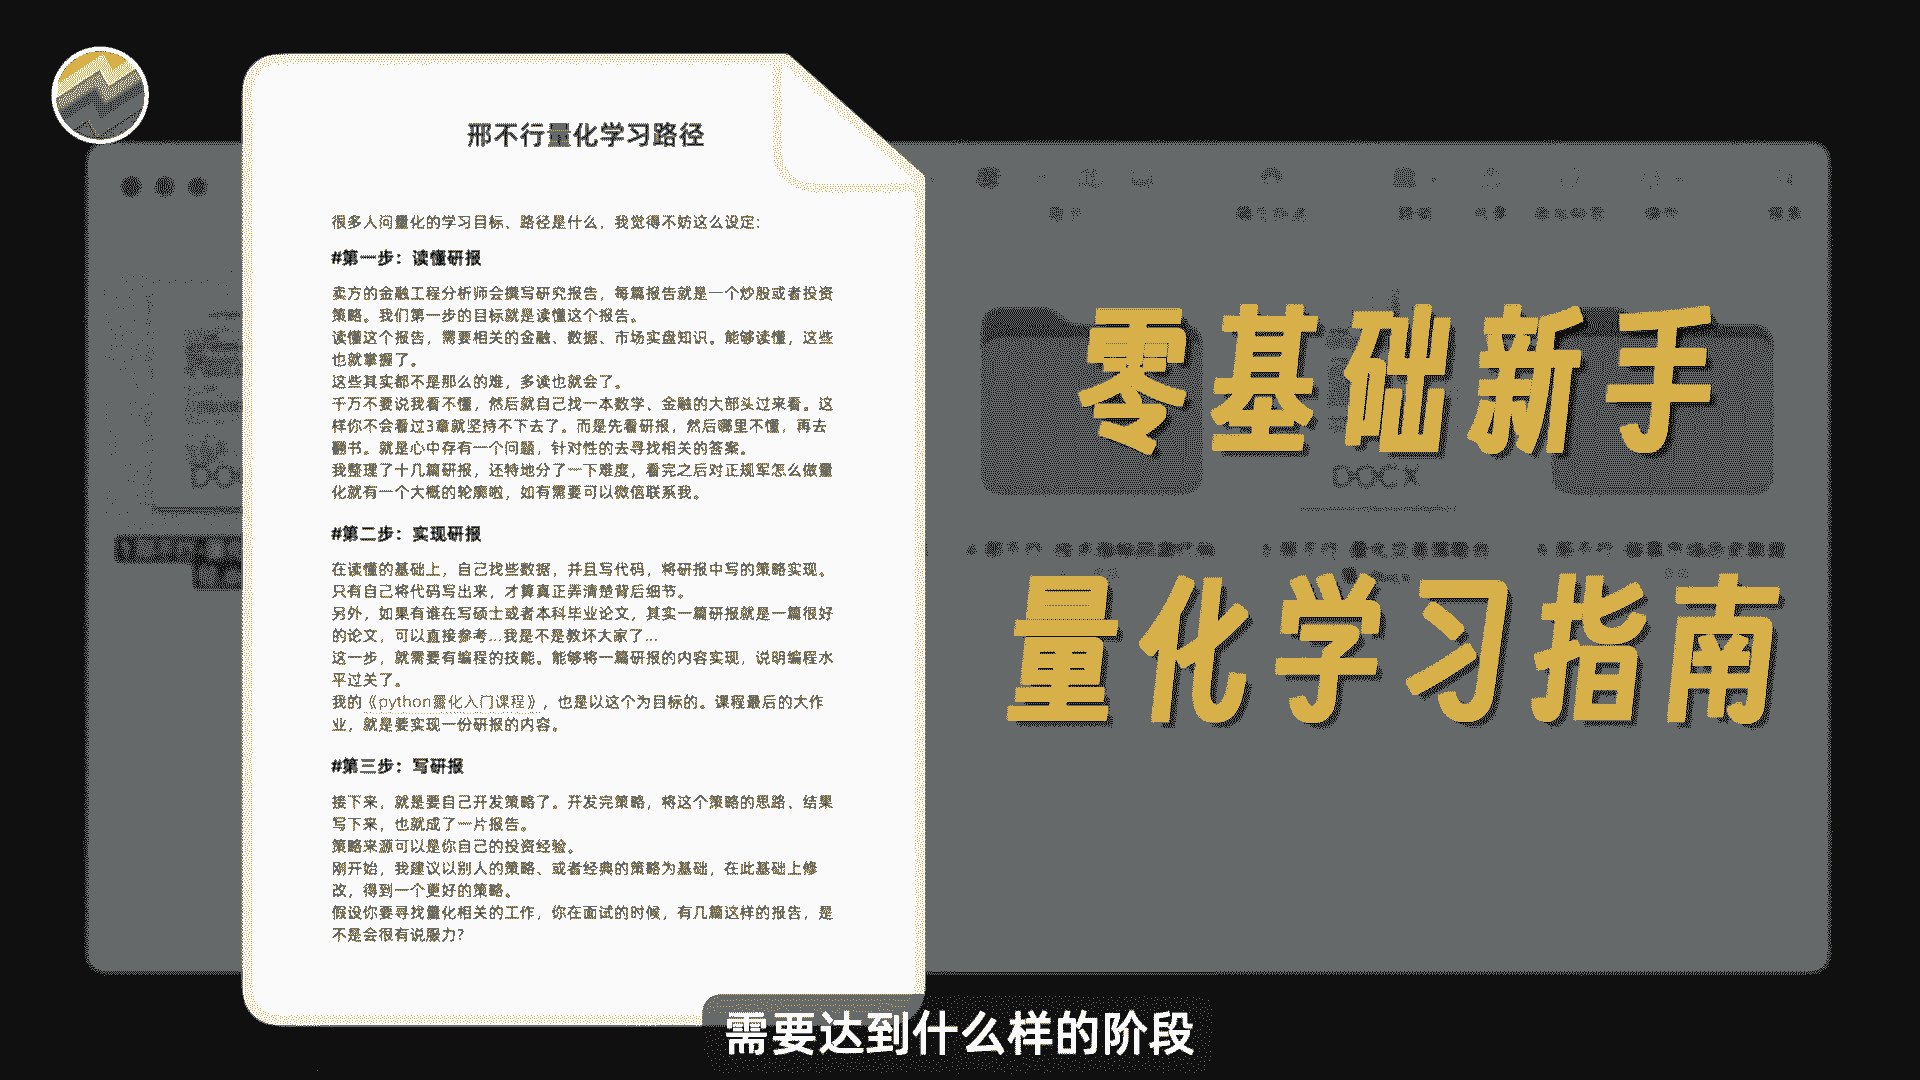 邢不行量化学习路径
很多人问量化的学习目标、路径是什么，我觉得不妨这么设定：
#第一步：读懂研报
卖方的金融工程分析师会撰写研究报告，每篇报告就是一个炒股或者投资
策略。我们第一步的目标就是读懂这个报告。
读懂这个报告，需要相关的金融、数据、市场实盘知识。能够读懂，这些
也就掌握了。
这些其实都不是那么的难，多读也就会了。
千万不要说我看不懂，然后就自己找一本数学、金融的大部头过来看。这
样你不会看过3章就坚持不下去了。而是先看研报，然后哪里不懂，再去
翻书。就是心中存有一个问题，针对性的去寻找相关的答案。
我整理了十几篇研报，还特地分了一下难度，看完之后对正规军怎么做量
化就有一个大概的轮廓啦，如有需要可以微信联系我。
#第二步：实现研报
在读懂的基础上，自己找些数据，并且写代码，将研报中写的策略实现。
只有自己将代码写出来，才算真正弄清楚背后细节。
另外，如果有谁在写硕士或者本科毕业论文，其实一篇研报就是一篇很好
的论文，可以直接参考...我是不是教坏大家了...
这一步，就需要有编程的技能。能够将一篇研报的内容实现，说明编程水
平过关了。
我的《python量化入门课程》，也是以这个为目标的。课程最后的大作
业，就是要实现一份研报的内容。
#第三步：写研报
接下来，就是要自己开发策略了。开发完策略，将这个策略的思路、结果
写下来，也就成了一片报告。
策略来源可以是你自己的投资经验。
刚开始，我建议以别人的策略、或者经典的策略为基础，在此基础上修
改，得到一个更好的策略。
假设你要寻找量化相关的工作，你在面试的时候，有几篇这样的报告，是
不是会很有说服力？
零基础新手
DOCX
量化学习指南
需要达到什么样的阶段